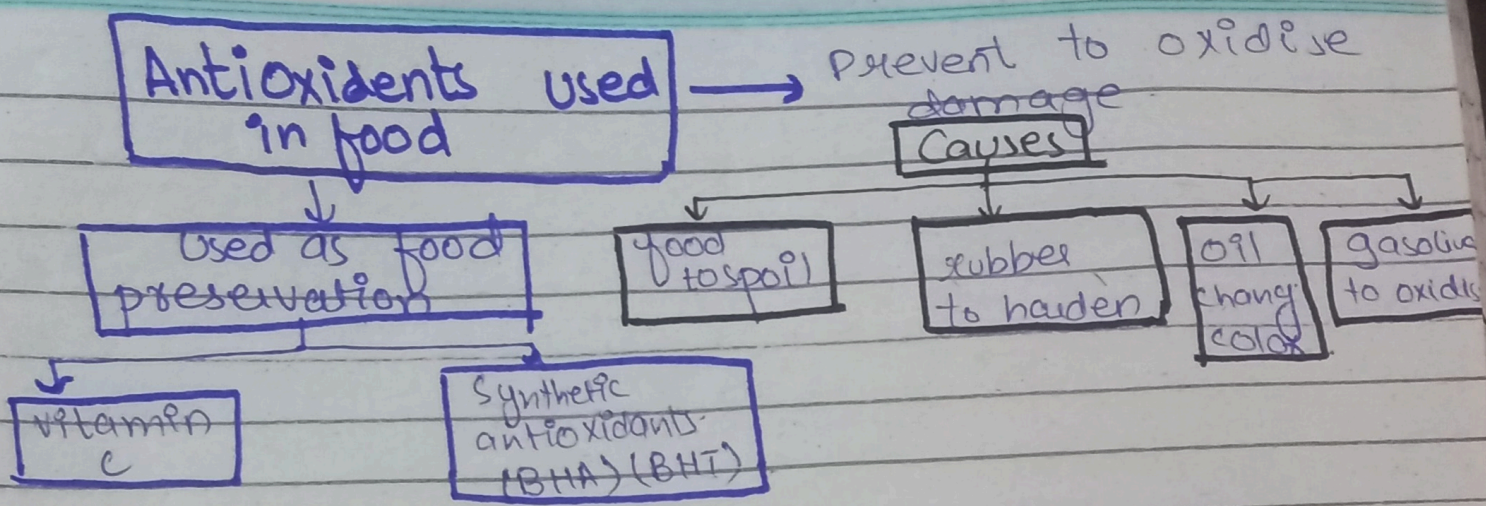 Antioxidents used
in food
prevent to oxidise
damage
Causes
used as food
preservation
food
to spoil
rubber
to harden
oil
chang
color
gasoline
to oxidis
vitamin
c
Synthetic
antioxidants
(BHA) (BHT)